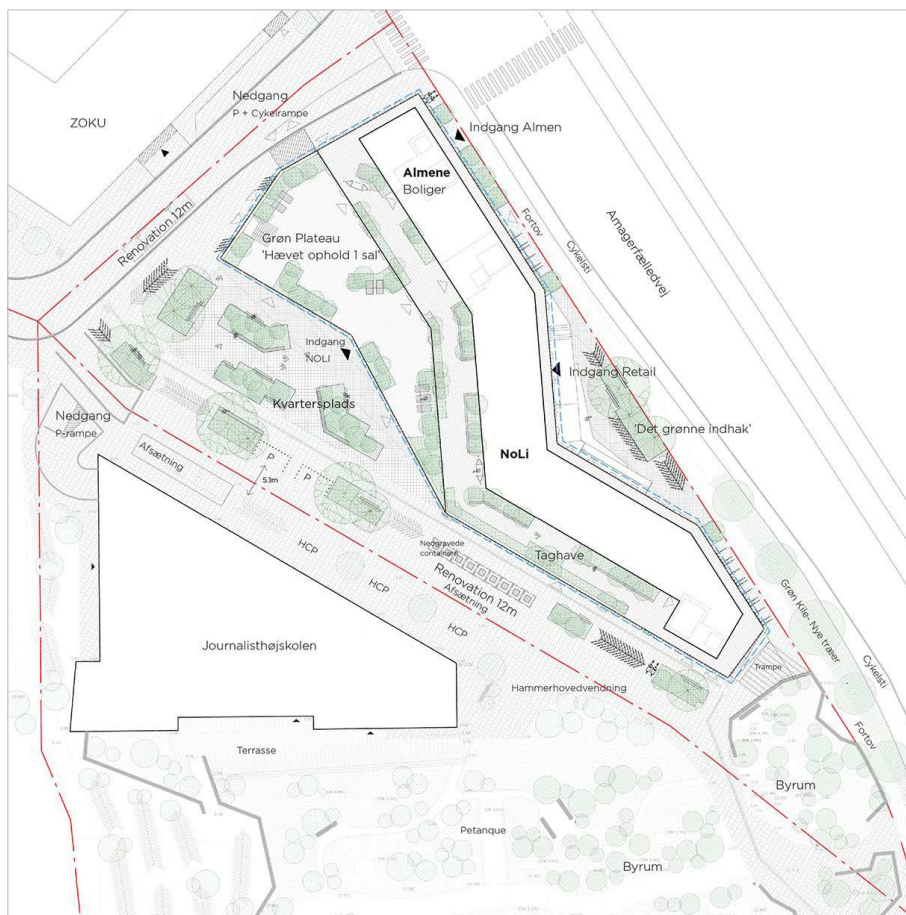 Nedgang
P + Cykelrampe
ZOKU
Indgang Almen
Almene
Boliger
Fortov
Cykelsti
Amagerfælledvej
Renovation 12m
Grøn Plateau
'Hævet ophold 1 sal'
Indgang
NOLI
Indgang Retail
Kvartersplads
'Det grønne indhak'
Nedgang
P-rampe
Afsætning
P
P
5.1m
NoLi
Nedgravede
containere
Taghave
HCP
HCP
HCP
Renovation 12m
Afsætning
Grøn Kile- Nye træer
Cykelsti
Fortov
Journalisthøjskolen
Trampe
Hammerhovedvendning
Terrasse
Byrum
Petanque
Byrum